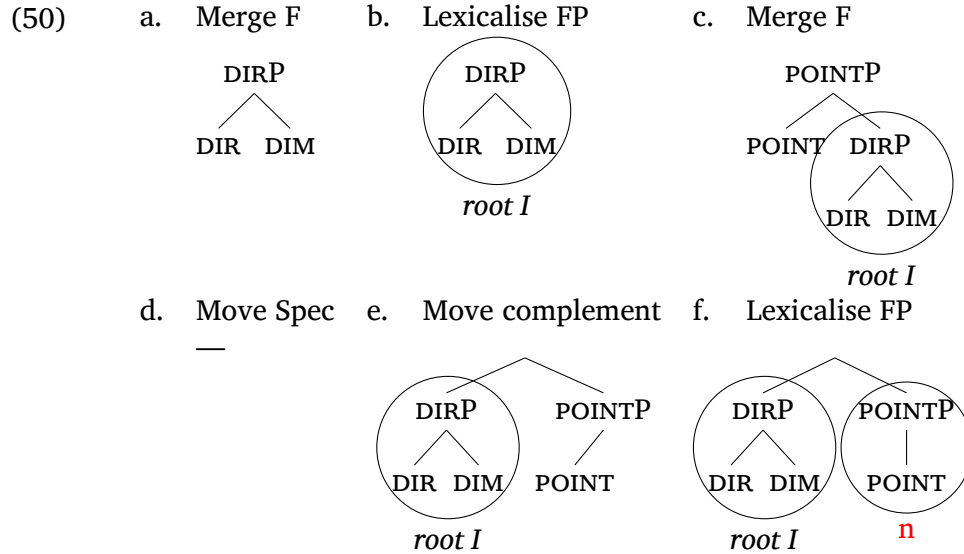 (50) a. Merge F b. Lexicalise FP c. Merge F
DIRP DIRP POINTP
DIR DIM DIR DIM POINT DIRP
root I DIR DIM
root I
d. Move Spec e. Move complement f. Lexicalise FP
—
DIRP POINTP DIRP POINTP
DIR DIM POINT DIR DIM POINT
root I root I n